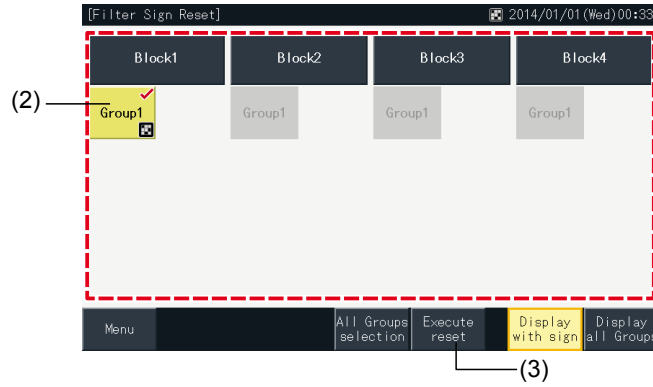 [Filter Sign Reset] 2014/01/01(Wed)00:33
Block1 Block2 Block3 Block4
(2)
Group1 Group1 Group1 Group1
Menu
All Groups
selection
Execute
reset
Display
with sign
Display
all Group
(3)